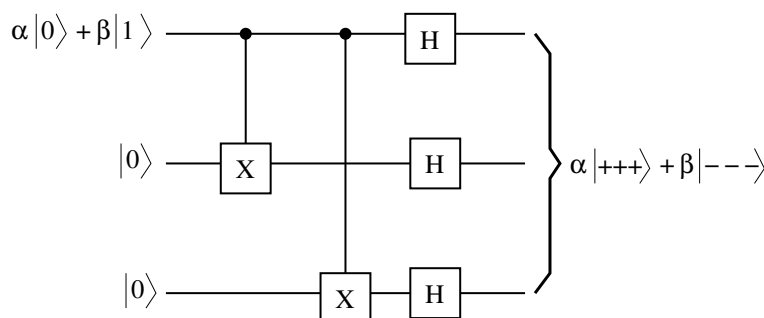 α|0⟩ + β|1⟩ H
|0⟩ X H α|+++⟩ + β|− − −⟩
|0⟩ X H